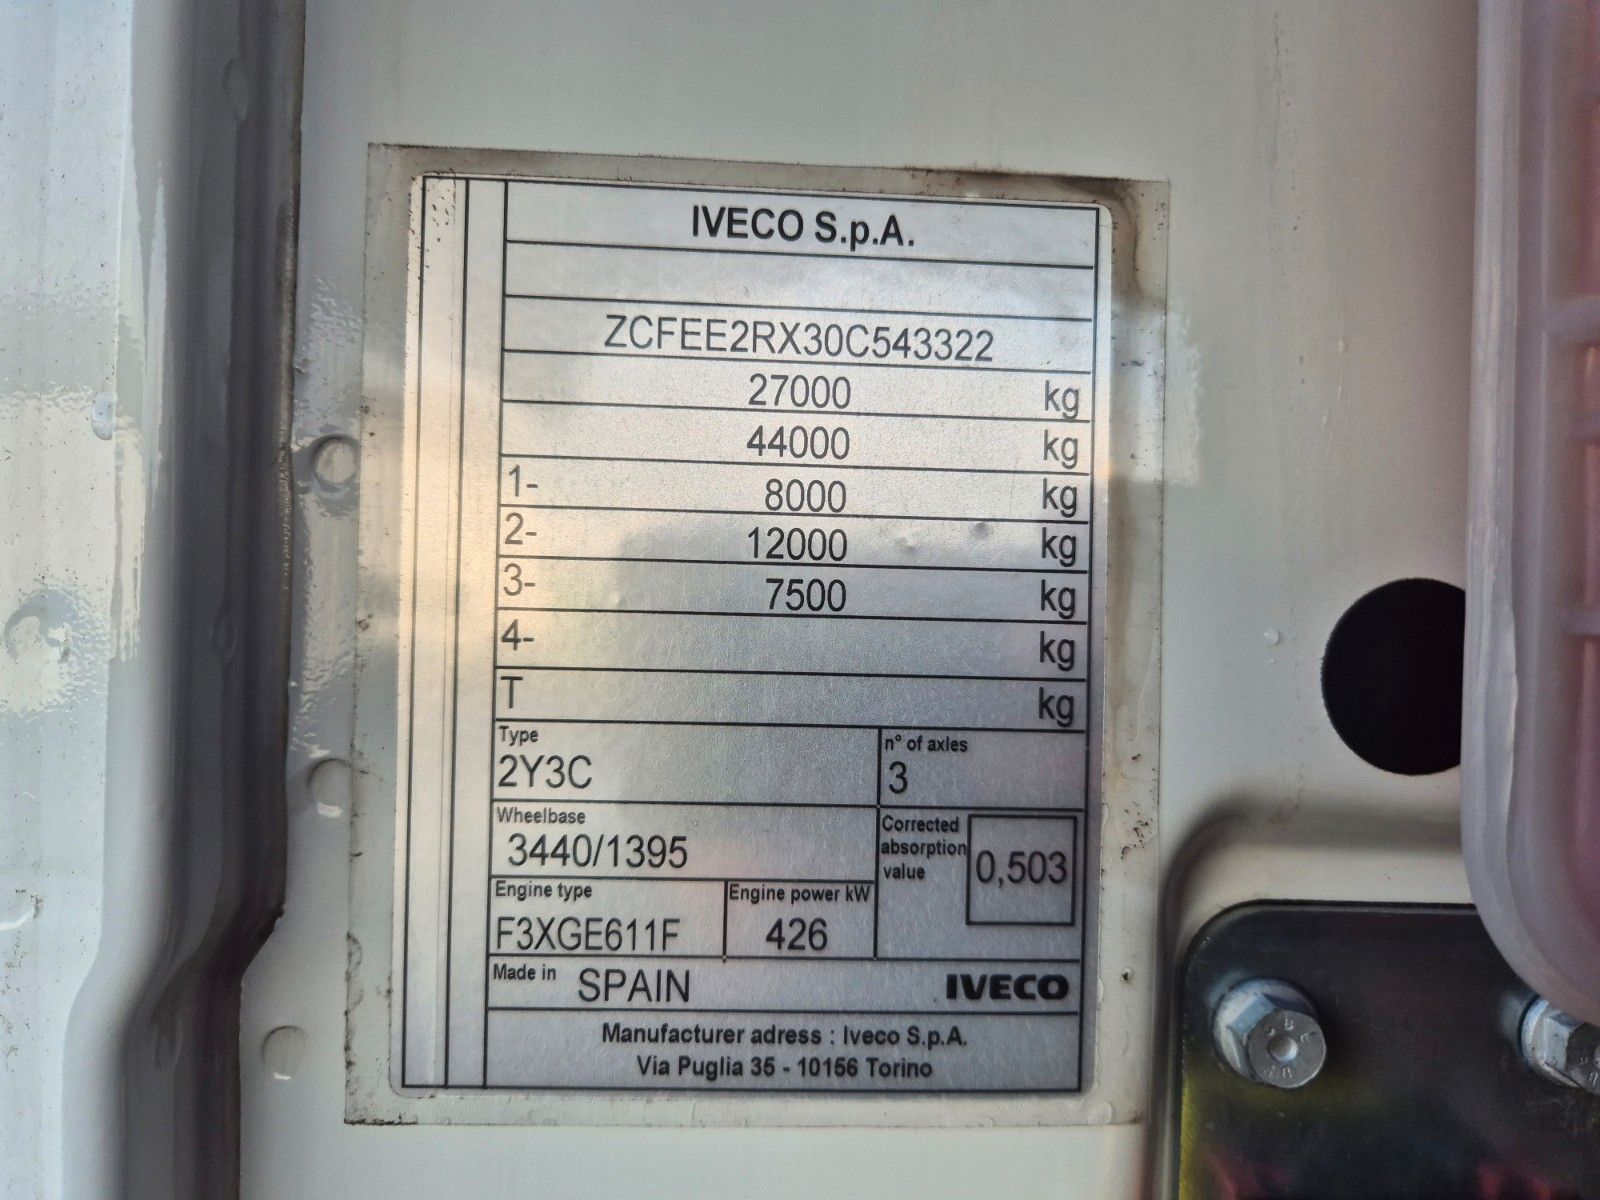 IVECO S.p.A.
ZCFEE2RX30C543322
27000 kg
44000 kg
1- 8000 kg
2- 12000 kg
3- 7500 kg
4- kg
T kg
Type
2Y3C
n° of axles
3
Wheelbase
3440/1395
Corrected
absorption
value
0,503
Engine type
F3XGE611F
Engine power kW
426
Made in SPAIN
IVECO
Manufacturer adress : Iveco S.p.A.
Via Puglia 35 - 10156 Torino